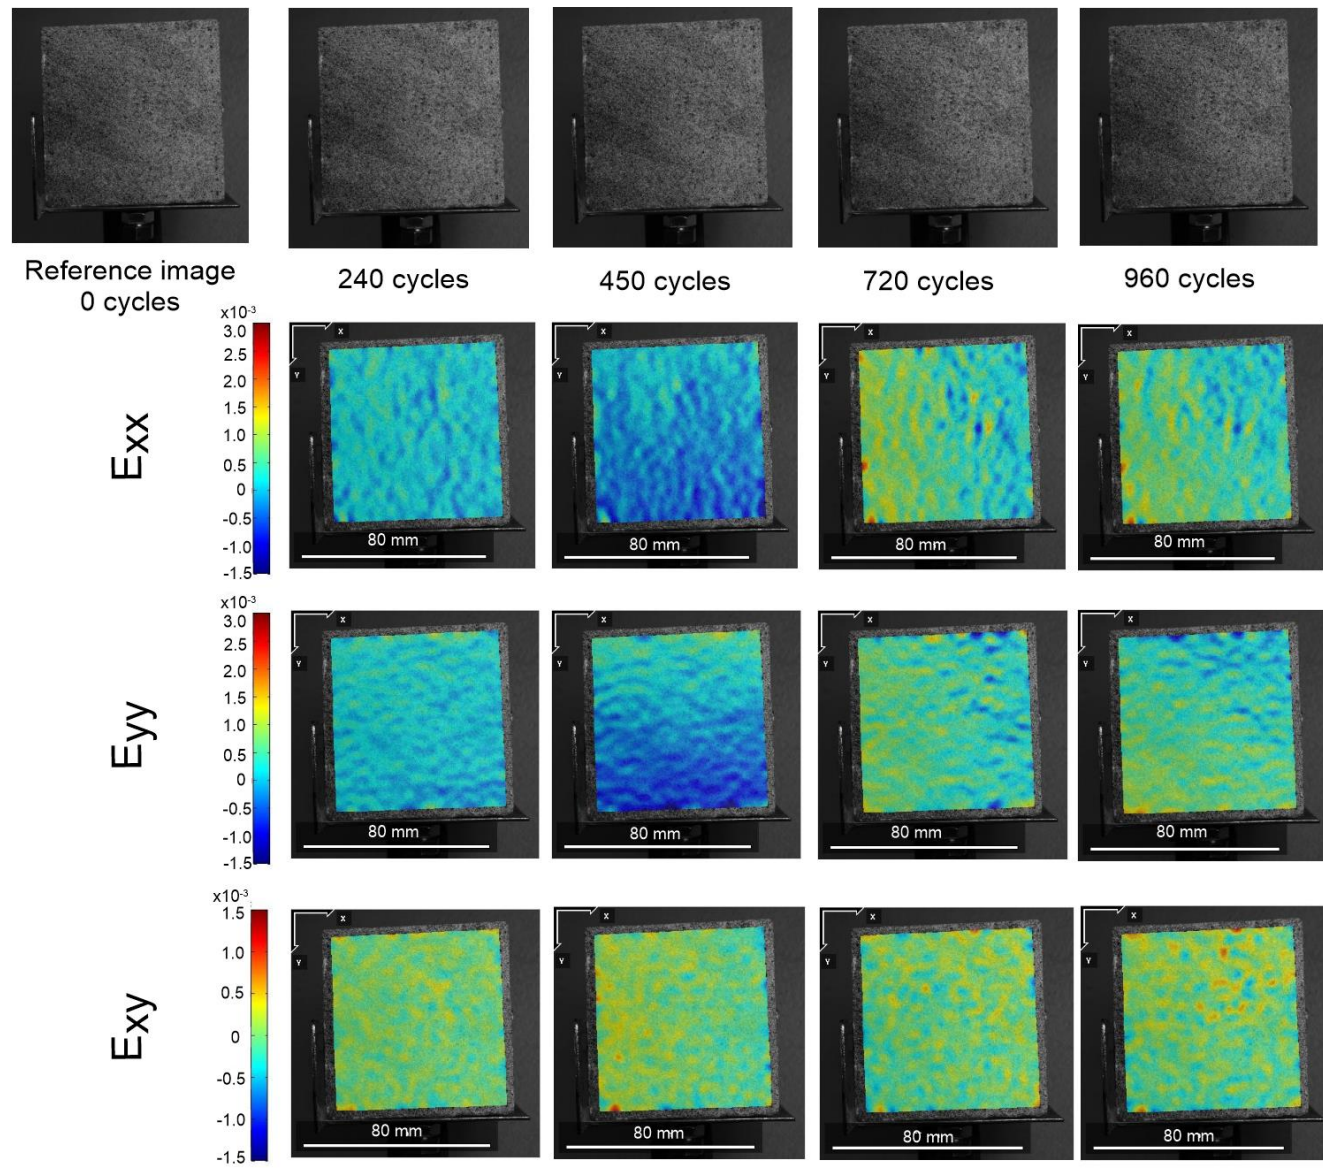 Reference image
0 cycles
240 cycles
450 cycles
720 cycles
960 cycles
Exx
x10-3
3.0
2.5
2.0
1.5
1.0
0.5
0
-0.5
-1.0
-1.5
X
Y
80 mm
X
Y
80 mm
X
Y
80 mm
X
Y
80 mm
Eyy
x10-3
3.0
2.5
2.0
1.5
1.0
0.5
0
-0.5
-1.0
-1.5
X
Y
80 mm
X
Y
80 mm
X
Y
80 mm
X
Y
80 mm
Exy
x10-3
1.5
1.0
0.5
0
-0.5
-1.0
-1.5
X
Y
80 mm
X
Y
80 mm
X
Y
80 mm
X
Y
80 mm